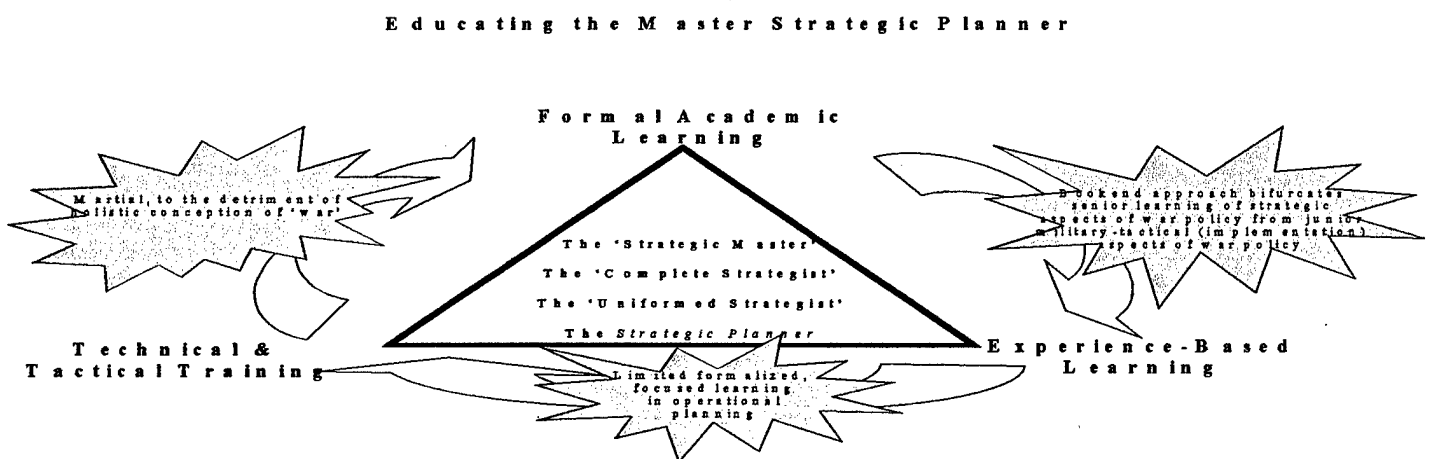 Educating the Master Strategic Planner
Formal Academic
Learning
Martial, to the detriment of
holistic conception of 'war'
Bookend approach bifurcates
senior learning of strategic
aspects of war policy from junior
military-tactical (implementation)
aspects of war policy
The 'Strategic Master'
The 'Complete Strategist'
The 'Uniformed Strategist'
The Strategic Planner
Technical &
Tactical Training
Experience-Based
Learning
Limited formalized,
focused learning
in operational
planning